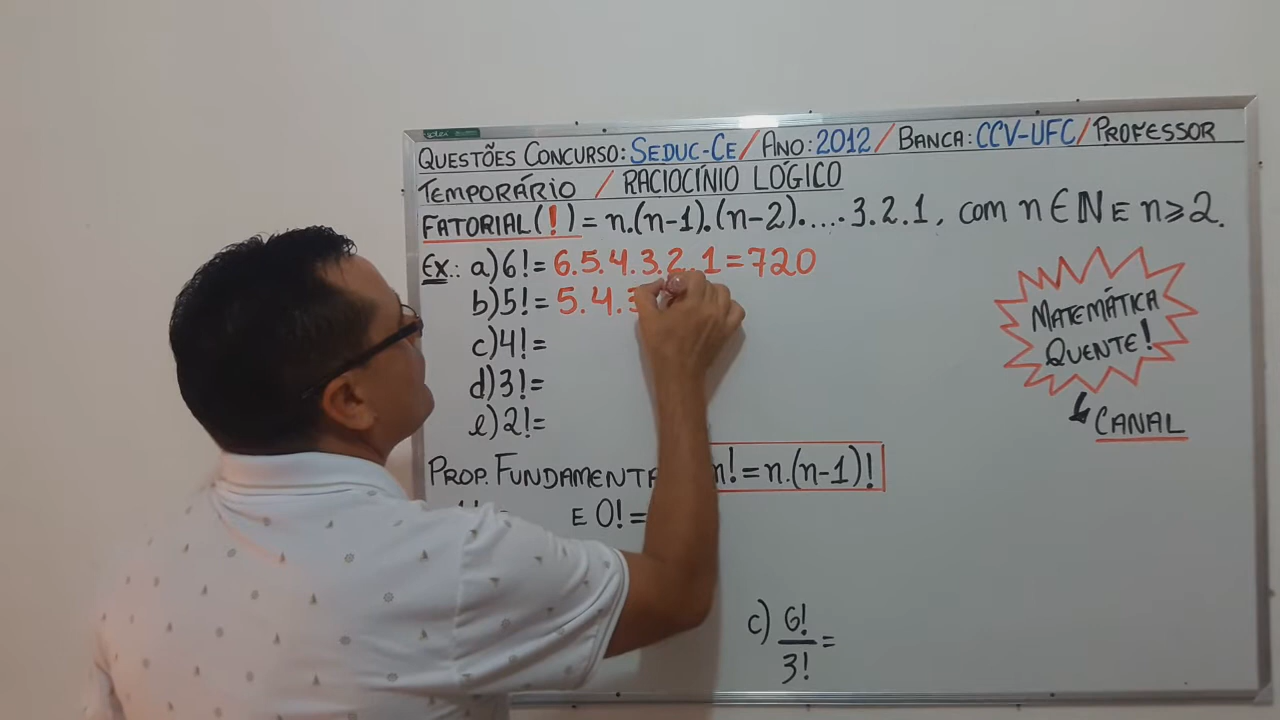 QUESTÕES CONCURSO: SEDUC-CE / ANO: 2012 / BANCA: CCV-UFC / PROFESSOR
TEMPORÁRIO / RACIOCÍNIO LÓGICO
FATORIAL (!) = n.(n-1).(n-2).....3.2.1, com n ∈ ℕ E n ⩾ 2.
EX.: a) 6! = 6.5.4.3.2.1 = 720
b) 5! = 5.4.3
c) 4! =
d) 3! =
e) 2! =
MATEMÁTICA
QUENTE!
CANAL
PROP. FUNDAMENTA n! = n.(n-1)!
E 0! =
c) 6!
3! =